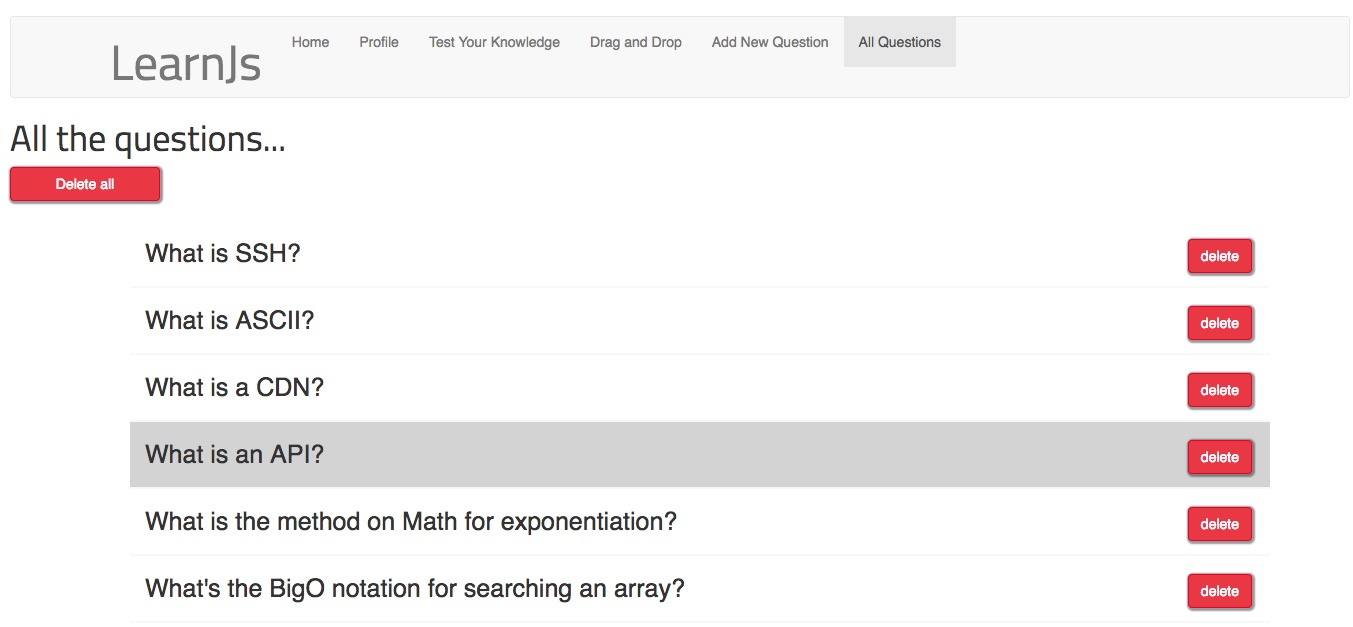 LearnJs
Home Profile Test Your Knowledge Drag and Drop Add New Question All Questions
All the questions...
Delete all
What is SSH? delete
What is ASCII? delete
What is a CDN? delete
What is an API? delete
What is the method on Math for exponentiation? delete
What's the BigO notation for searching an array? delete